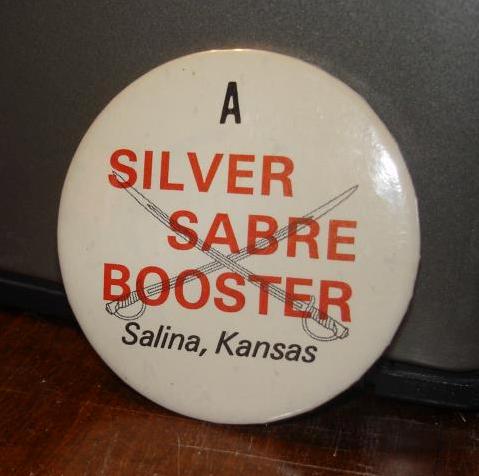 A
SILVER
SABRE
BOOSTER
Salina, Kansas